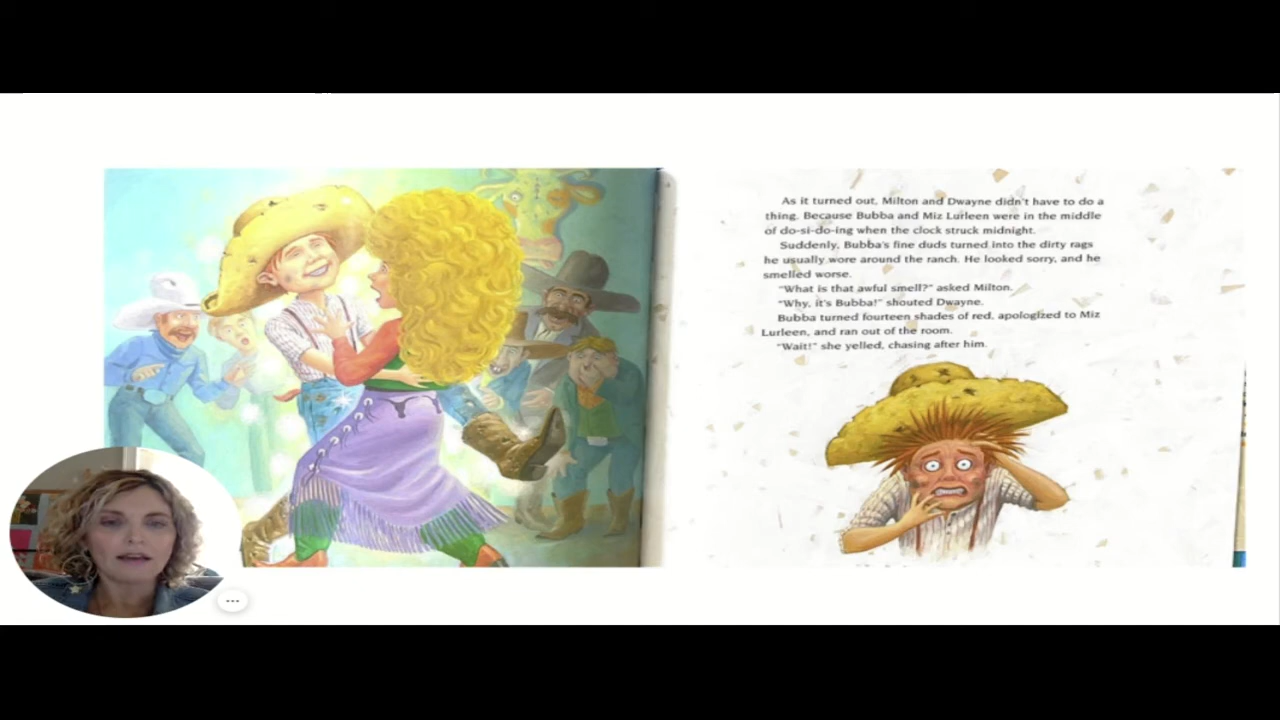 As it turned out, Milton and Dwayne didn't have to do a
thing. Because Bubba and Miz Lurleen were in the middle
of do-si-do-ing when the clock struck midnight.
Suddenly, Bubba's fine duds turned into the dirty rags
he usually wore around the ranch. He looked sorry, and he
smelled worse.
"What is that awful smell?" asked Milton.
"Why, it's Bubba!" shouted Dwayne.
Bubba turned fourteen shades of red, apologized to Miz
Lurleen, and ran out of the room.
"Wait!" she yelled, chasing after him.